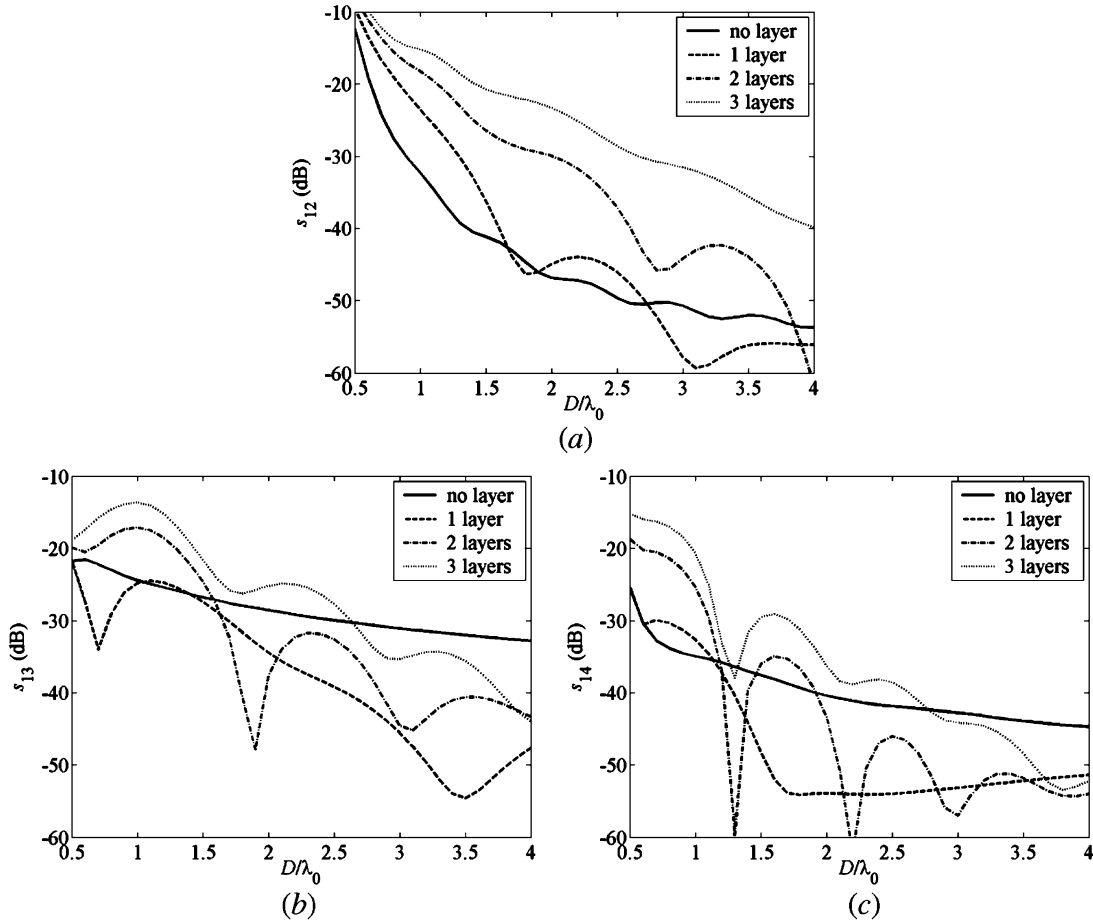 -10
-20
-30
-40
-50
-60
s12 (dB)
no layer
1 layer
2 layers
3 layers
0.5 1 1.5 2 2.5 3 3.5 4
D/λ0
(a)
-10
-20
-30
-40
-50
-60
s13 (dB)
no layer
1 layer
2 layers
3 layers
0.5 1 1.5 2 2.5 3 3.5 4
D/λ0
(b)
-10
-20
-30
-40
-50
-60
s14 (dB)
no layer
1 layer
2 layers
3 layers
0.5 1 1.5 2 2.5 3 3.5 4
D/λ0
(c)